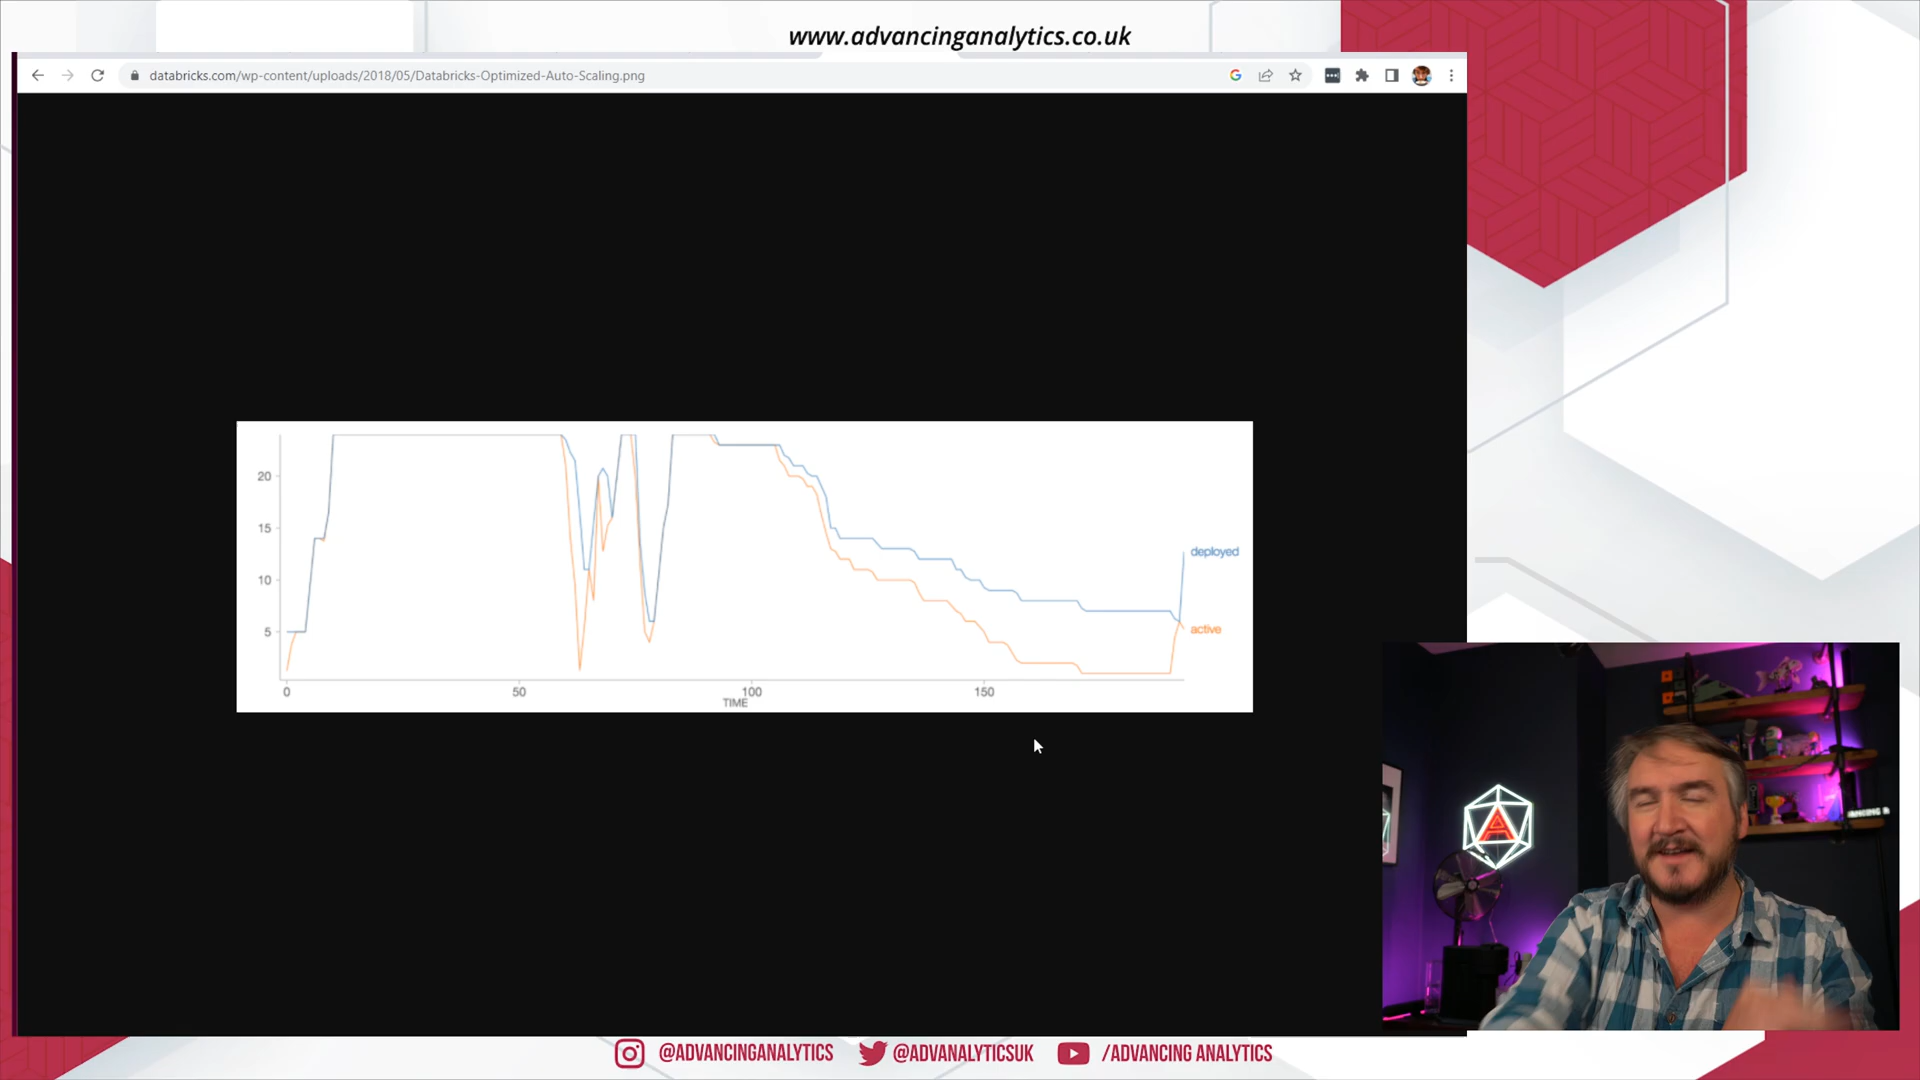 www.advancinganalytics.co.uk
databricks.com/wp-content/uploads/2018/05/Databricks-Optimized-Auto-Scaling.png
20
15
10
5
deployed
active
0 50 100 150
TIME
A
@ADVANCINGANALYTICS @ADVANALYTICSUK /ADVANCING ANALYTICS